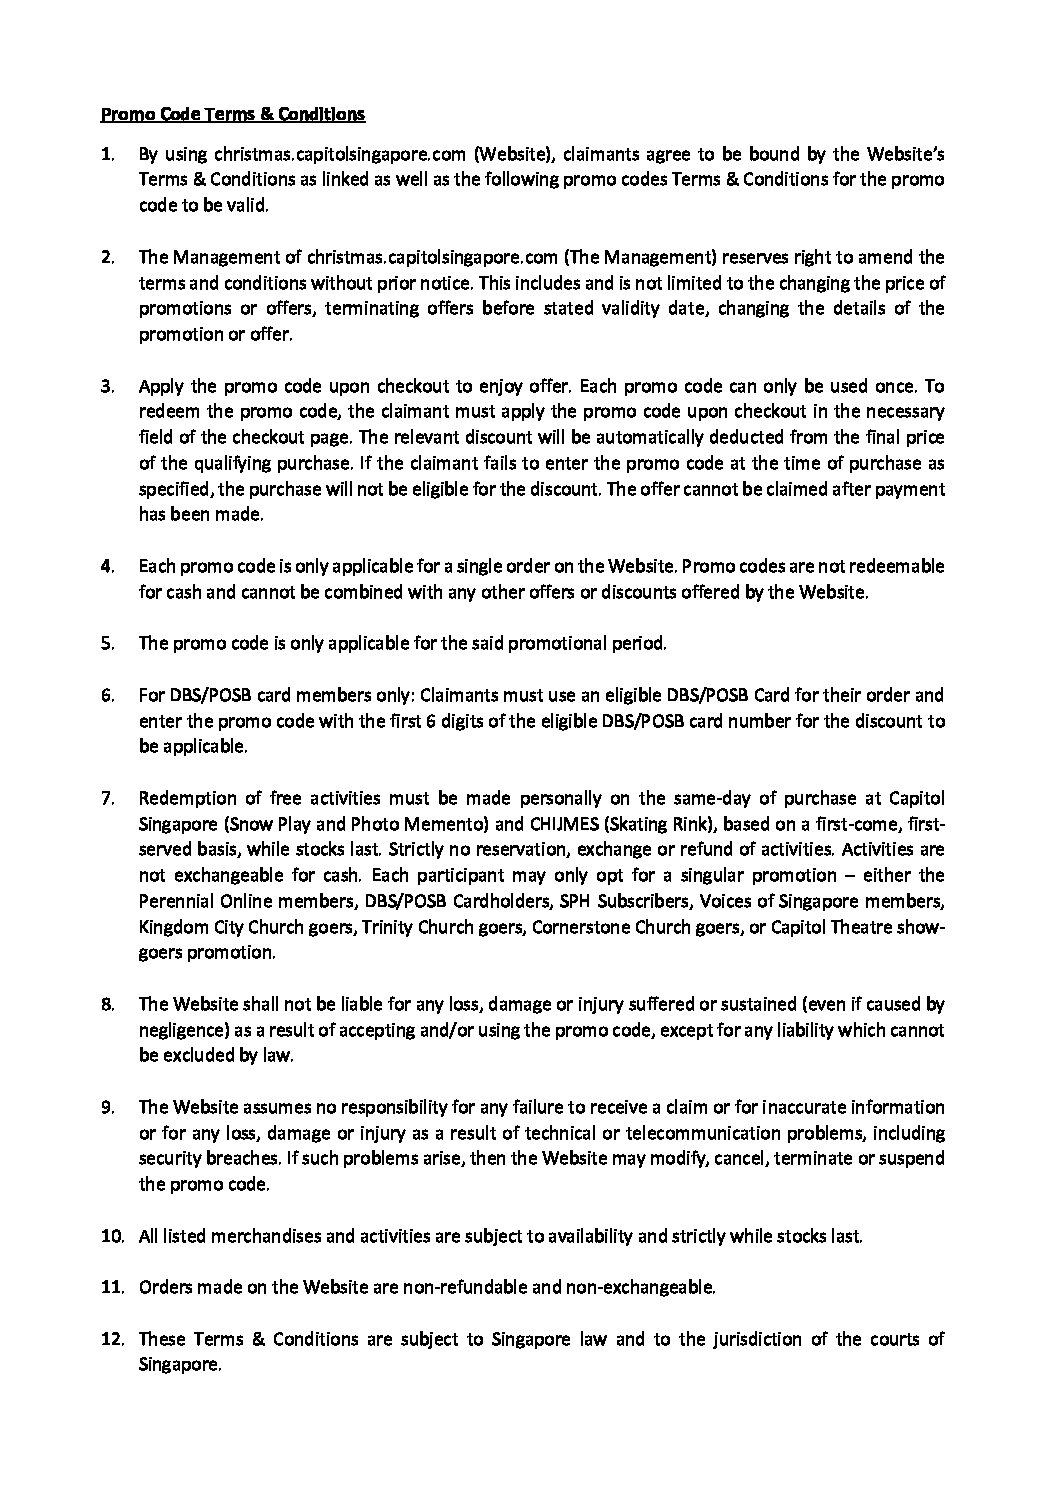 Promo Code Terms & Conditions
1. By using christmas.capitolsingapore.com (Website), claimants agree to be bound by the Website's
Terms & Conditions as linked as well as the following promo codes Terms & Conditions for the promo
code to be valid.
2. The Management of christmas.capitolsingapore.com (The Management) reserves right to amend the
terms and conditions without prior notice. This includes and is not limited to the changing the price of
promotions or offers, terminating offers before stated validity date, changing the details of the
promotion or offer.
3. Apply the promo code upon checkout to enjoy offer. Each promo code can only be used once. To
redeem the promo code, the claimant must apply the promo code upon checkout in the necessary
field of the checkout page. The relevant discount will be automatically deducted from the final price
of the qualifying purchase. If the claimant fails to enter the promo code at the time of purchase as
specified, the purchase will not be eligible for the discount. The offer cannot be claimed after payment
has been made.
4. Each promo code is only applicable for a single order on the Website. Promo codes are not redeemable
for cash and cannot be combined with any other offers or discounts offered by the Website.
5. The promo code is only applicable for the said promotional period.
6. For DBS/POSB card members only: Claimants must use an eligible DBS/POSB Card for their order and
enter the promo code with the first 6 digits of the eligible DBS/POSB card number for the discount to
be applicable.
7. Redemption of free activities must be made personally on the same-day of purchase at Capitol
Singapore (Snow Play and Photo Memento) and CHIJMES (Skating Rink), based on a first-come, first-
served basis, while stocks last. Strictly no reservation, exchange or refund of activities. Activities are
not exchangeable for cash. Each participant may only opt for a singular promotion – either the
Perennial Online members, DBS/POSB Cardholders, SPH Subscribers, Voices of Singapore members,
Kingdom City Church goers, Trinity Church goers, Cornerstone Church goers, or Capitol Theatre show-
goers promotion.
8. The Website shall not be liable for any loss, damage or injury suffered or sustained (even if caused by
negligence) as a result of accepting and/or using the promo code, except for any liability which cannot
be excluded by law.
9. The Website assumes no responsibility for any failure to receive a claim or for inaccurate information
or for any loss, damage or injury as a result of technical or telecommunication problems, including
security breaches. If such problems arise, then the Website may modify, cancel, terminate or suspend
the promo code.
10. All listed merchandises and activities are subject to availability and strictly while stocks last.
11. Orders made on the Website are non-refundable and non-exchangeable.
12. These Terms & Conditions are subject to Singapore law and to the jurisdiction of the courts of
Singapore.